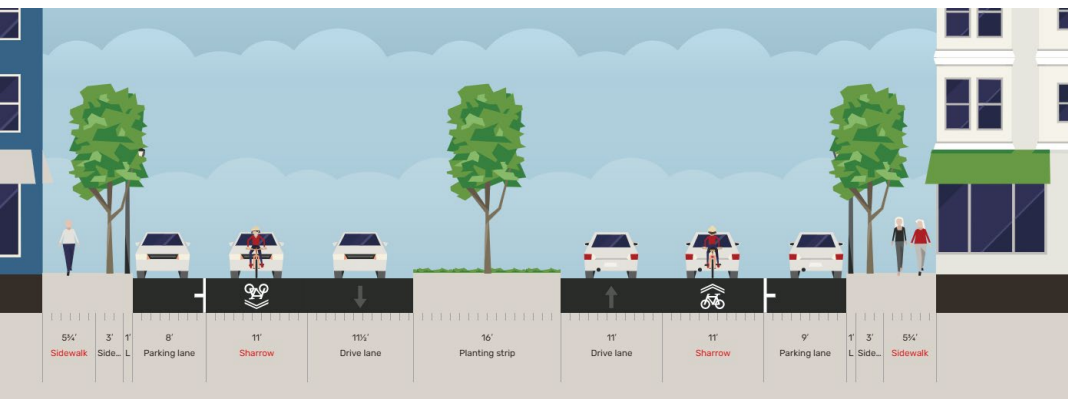 5¾′ 3′ 1′ 8′ 11′ 11½′ 16′ 11′ 11′ 9′ 1′ 3′ 5¾′
Sidewalk Side... L Parking lane Sharrow Drive lane Planting strip Drive lane Sharrow Parking lane L Side... Sidewalk